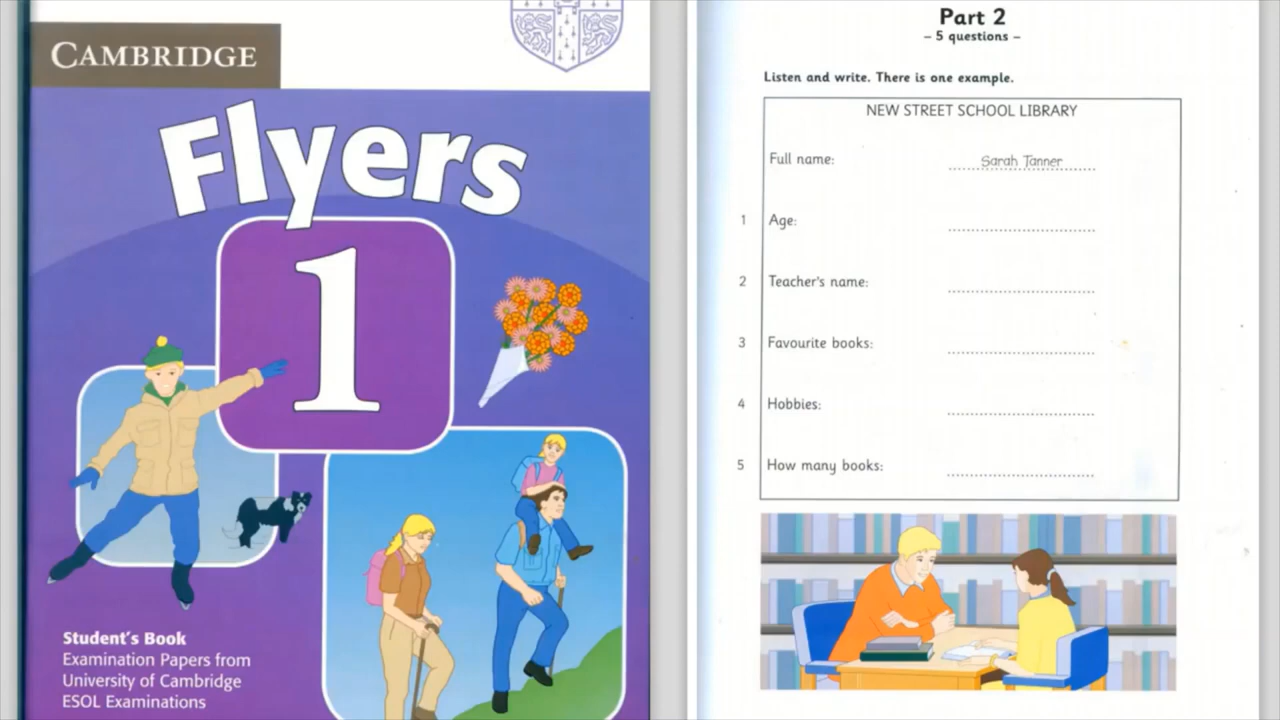 CAMBRIDGE
Flyers
1
Student's Book
Examination Papers from
University of Cambridge
ESOL Examinations
Part 2
– 5 questions –
Listen and write. There is one example.
NEW STREET SCHOOL LIBRARY
Full name: Sarah Tanner
1 Age:
2 Teacher's name:
3 Favourite books:
4 Hobbies:
5 How many books: